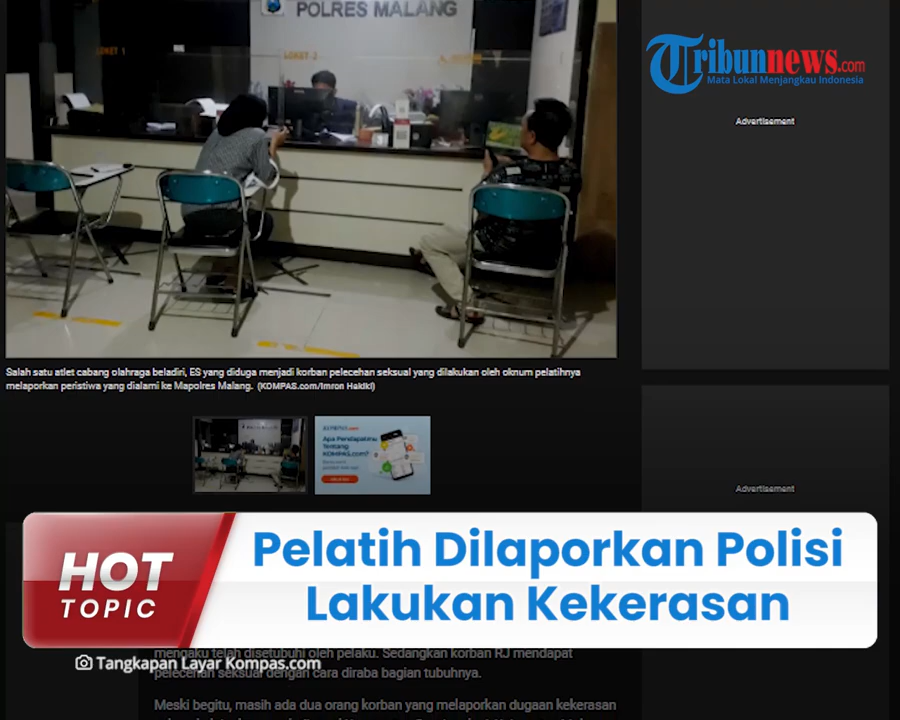 POLRES MALANG
LOKET 1
LOKET 2
Tribunnews.com
Mata Lokal Menjangkau Indonesia
Advertisement
Salah satu atlet cabang olahraga beladiri, ES yang diduga menjadi korban pelecehan seksual yang dilakukan oleh oknum pelatihnya
melaporkan peristiwa yang dialami ke Mapolres Malang. (KOMPAS.com/Imron Hakiki)
Apa Pendapatmu
Tentang
KOMPAS.com?
Advertisement
HOT
TOPIC
Pelatih Dilaporkan Polisi
Lakukan Kekerasan
mengaku telah disetubuhi oleh pelaku. Sedangkan korban RJ mendapat
Tangkapan Layar Kompas.com
pelecehan seksual dengan cara diraba bagian tubuhnya.
Meski begitu, masih ada dua orang korban yang melaporkan dugaan kekerasan